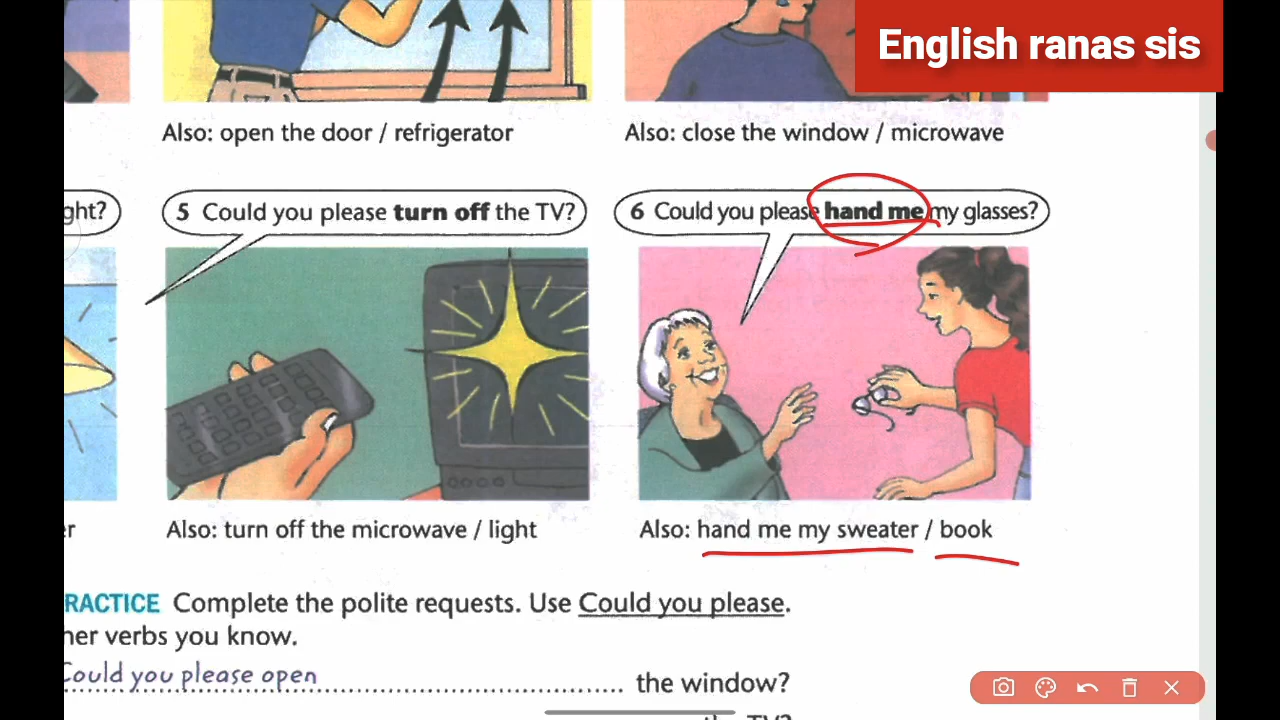 English ranas sis
Also: open the door / refrigerator
Also: close the window / microwave
ght?
5 Could you please turn off the TV?
6 Could you please hand me my glasses?
er
Also: turn off the microwave / light
Also: hand me my sweater / book
RACTICE Complete the polite requests. Use Could you please.
her verbs you know.
Could you please open the window?
the TV?